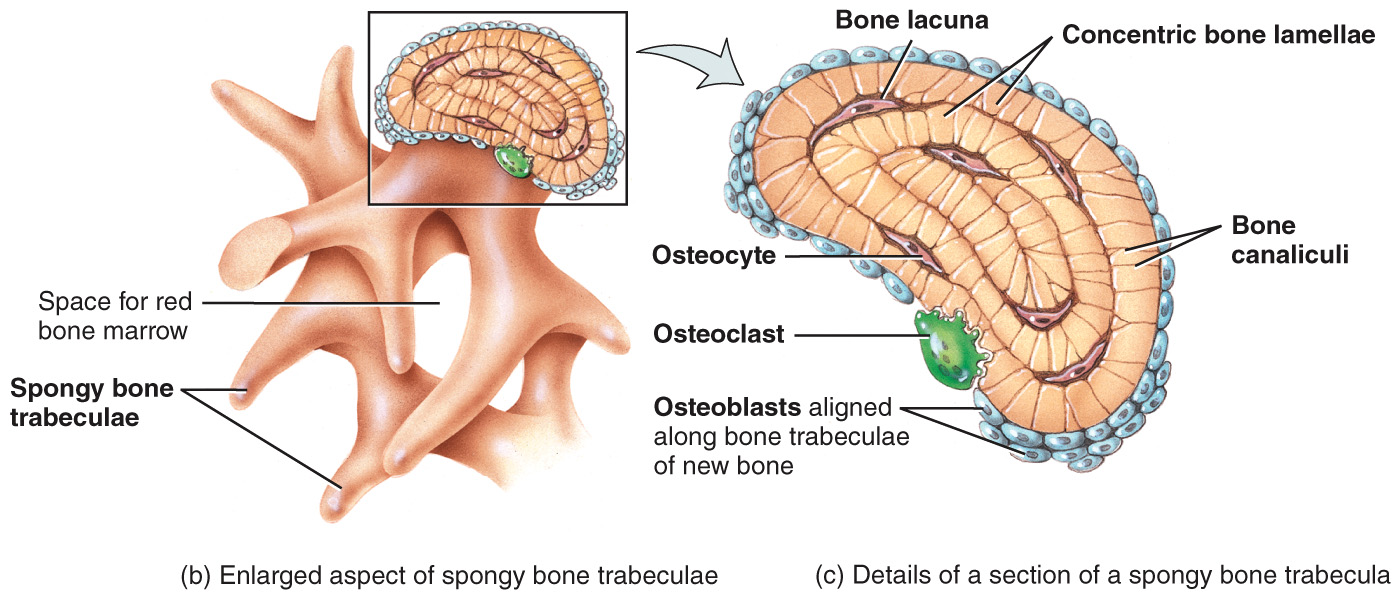 Bone lacuna
Concentric bone lamellae
Bone
canaliculi
Osteocyte
Space for red
bone marrow
Osteoclast
Spongy bone
trabeculae
Osteoblasts aligned
along bone trabeculae
of new bone
(b) Enlarged aspect of spongy bone trabeculae
(c) Details of a section of a spongy bone trabecula